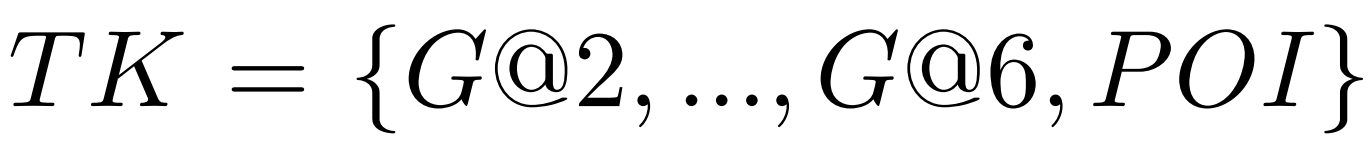 TK = {G@2, ..., G@6, POI}